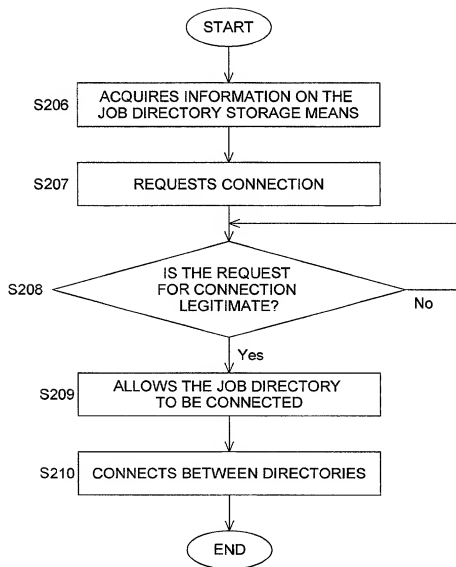 START
S206
ACQUIRES INFORMATION ON THE
JOB DIRECTORY STORAGE MEANS
S207
REQUESTS CONNECTION
S208
IS THE REQUEST
FOR CONNECTION
LEGITIMATE?
No
Yes
S209
ALLOWS THE JOB DIRECTORY
TO BE CONNECTED
S210
CONNECTS BETWEEN DIRECTORIES
END